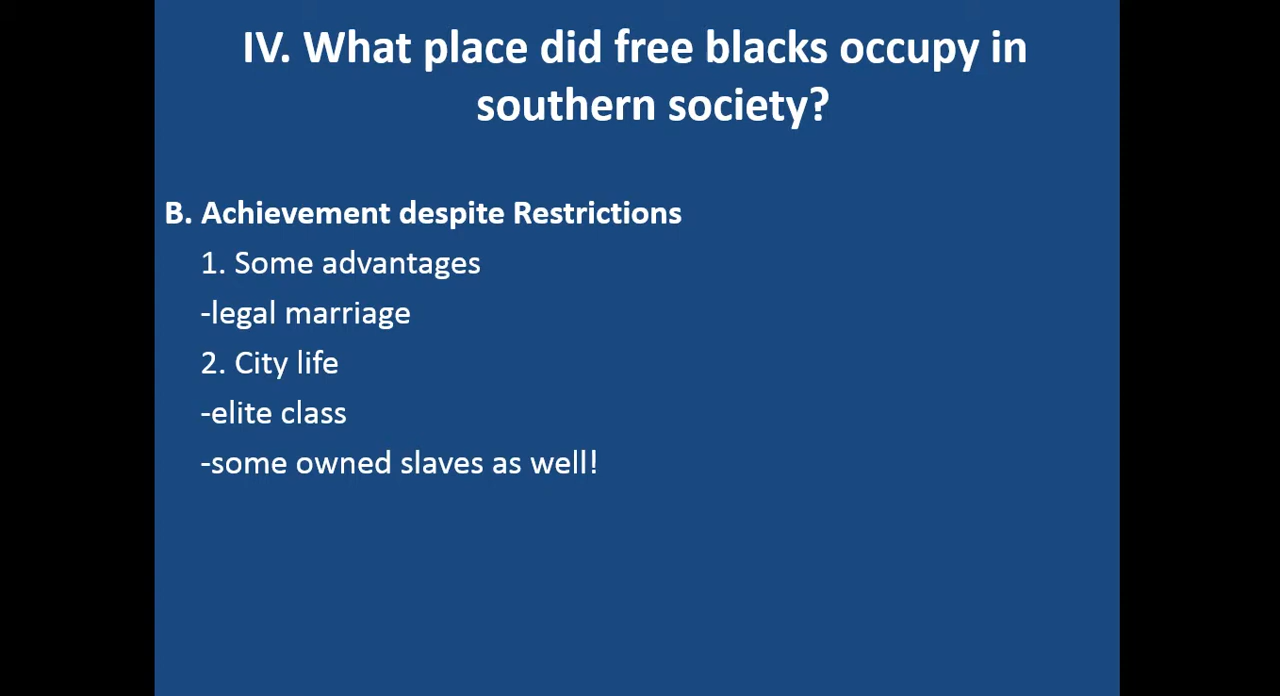 IV. What place did free blacks occupy in
southern society?
B. Achievement despite Restrictions
1. Some advantages
-legal marriage
2. City life
-elite class
-some owned slaves as well!